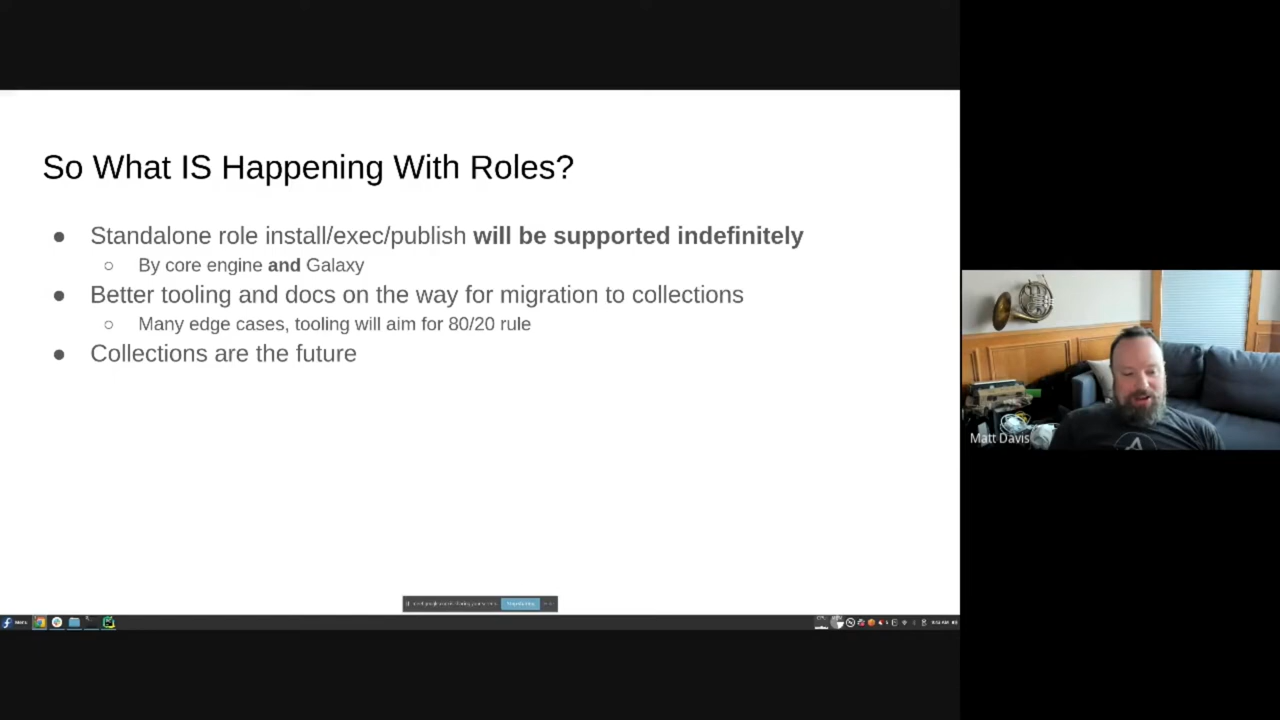 So What IS Happening With Roles?
● Standalone role install/exec/publish will be supported indefinitely
○ By core engine and Galaxy
● Better tooling and docs on the way for migration to collections
○ Many edge cases, tooling will aim for 80/20 rule
● Collections are the future
Matt Davis